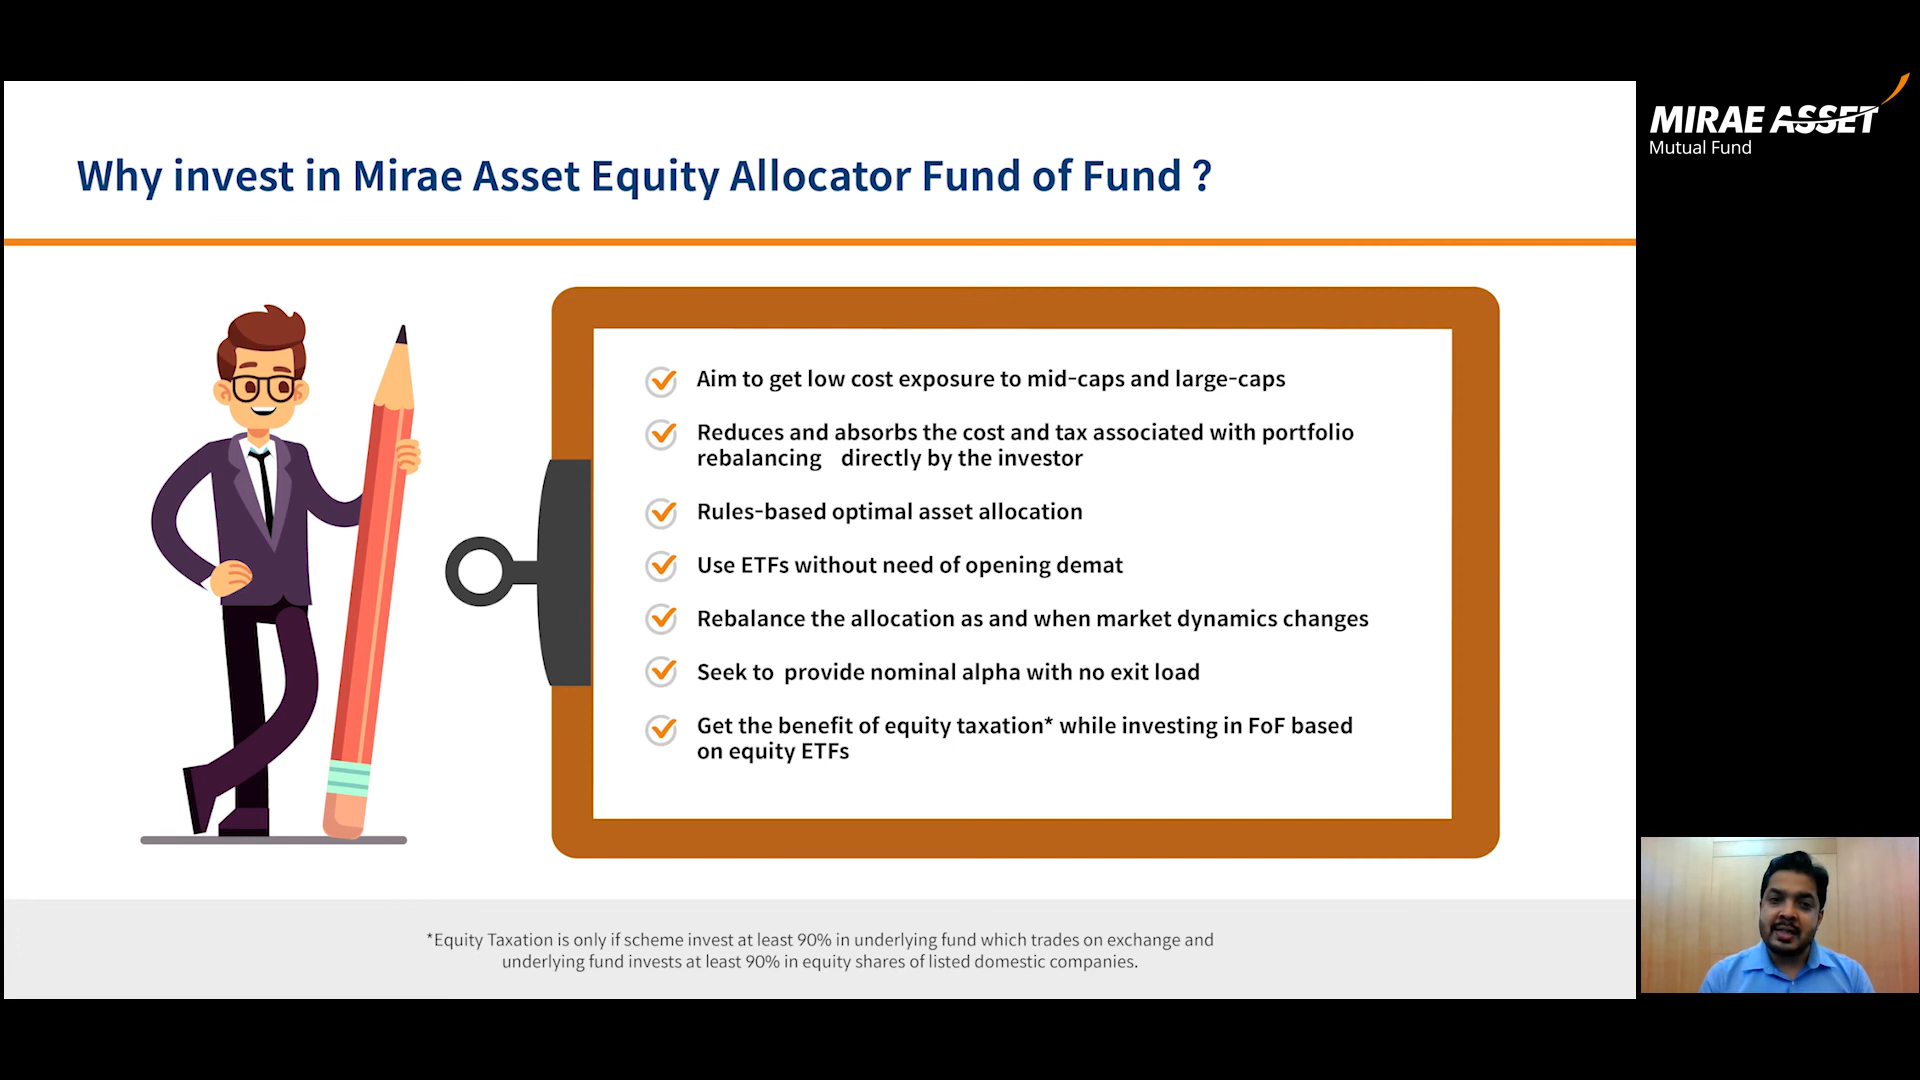 MIRAE ASSET
Mutual Fund
Why invest in Mirae Asset Equity Allocator Fund of Fund ?
Aim to get low cost exposure to mid-caps and large-caps
Reduces and absorbs the cost and tax associated with portfolio
rebalancing directly by the investor
Rules-based optimal asset allocation
Use ETFs without need of opening demat
Rebalance the allocation as and when market dynamics changes
Seek to provide nominal alpha with no exit load
Get the benefit of equity taxation* while investing in FoF based
on equity ETFs
*Equity Taxation is only if scheme invest at least 90% in underlying fund which trades on exchange and
underlying fund invests at least 90% in equity shares of listed domestic companies.